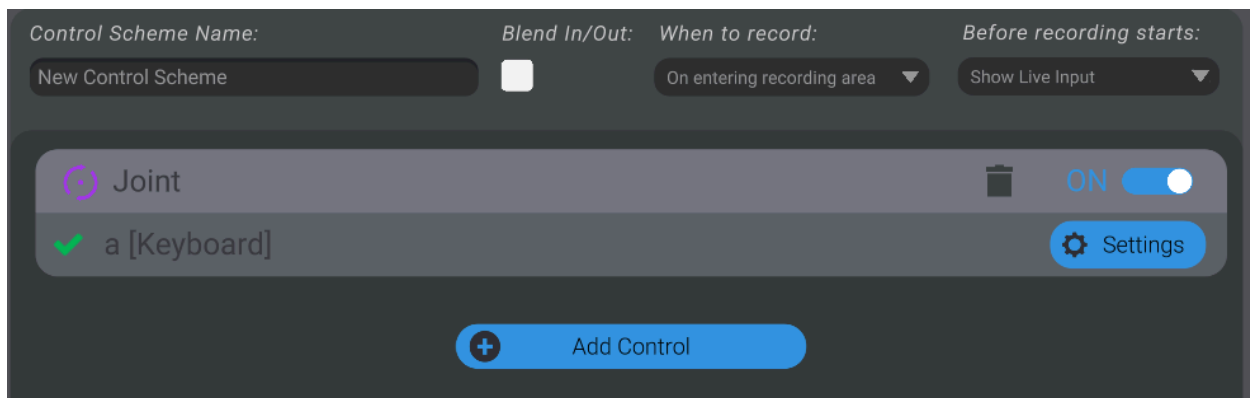 Control Scheme Name: Blend In/Out: When to record: Before recording starts:
New Control Scheme On entering recording area Show Live Input
Joint ON
a [Keyboard] Settings
Add Control